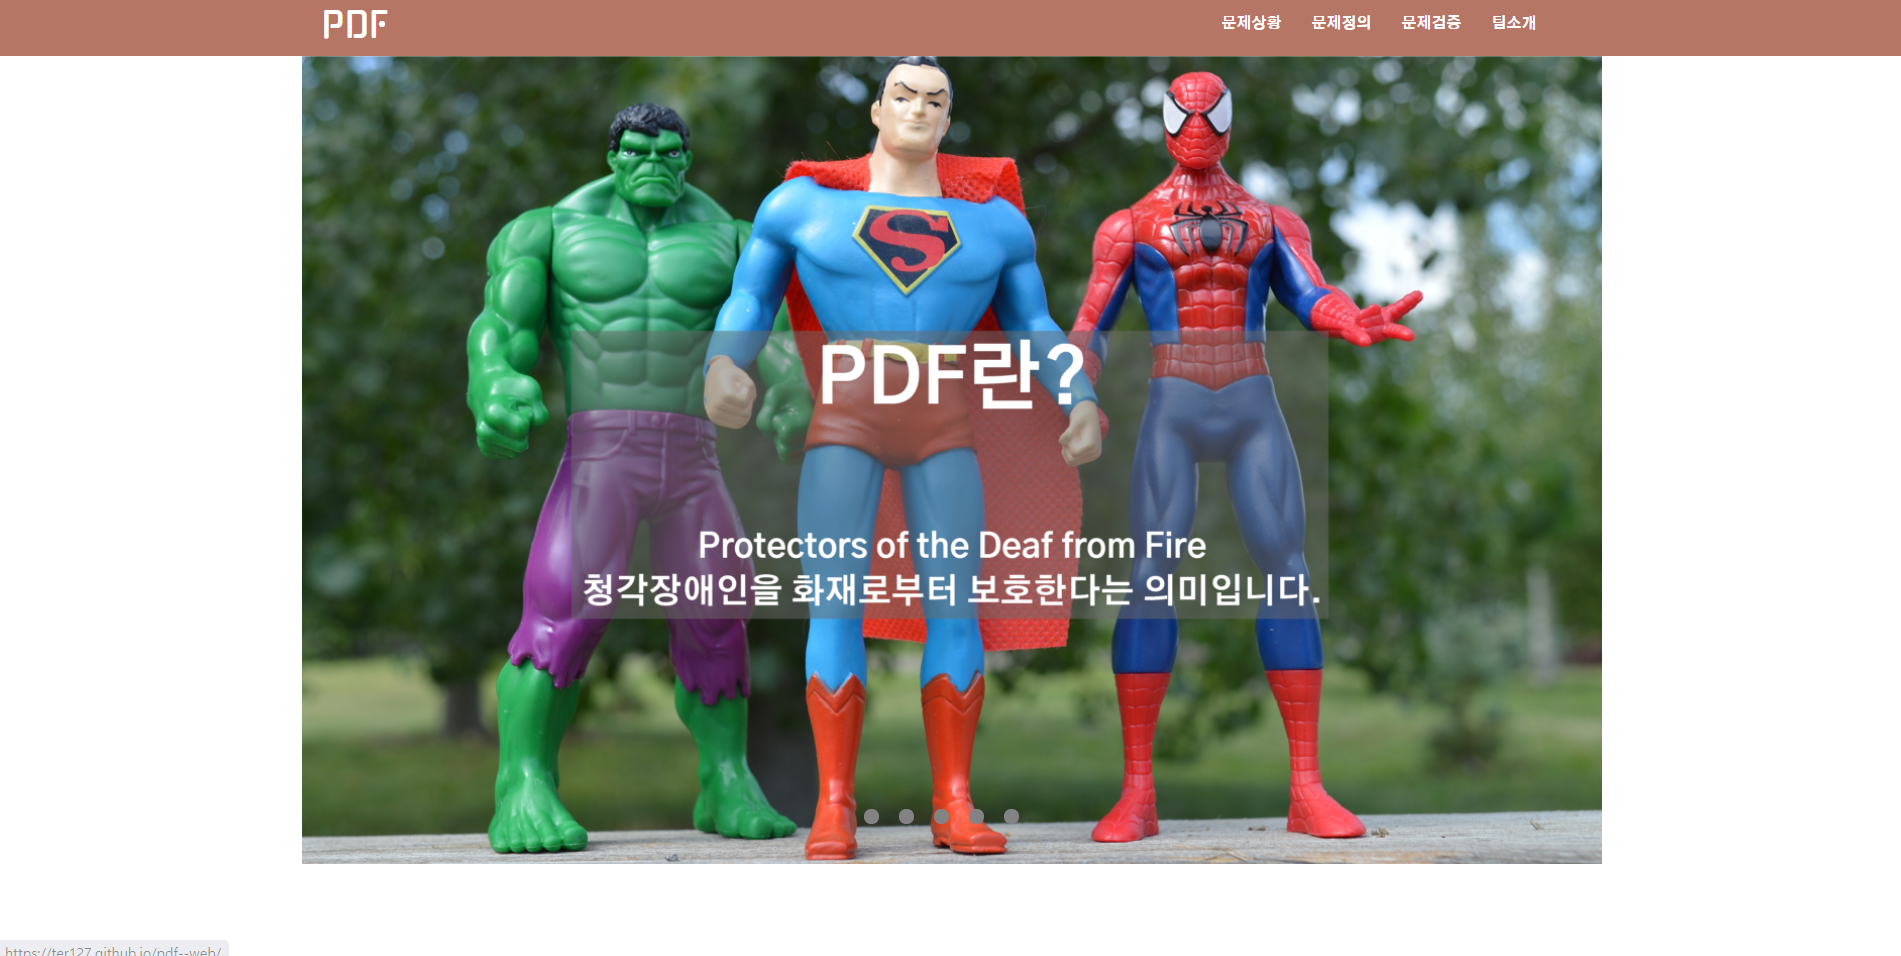 PDF
문제상황 문제정의 문제검증 팀소개
S
PDF란?
Protectors of the Deaf from Fire
청각장애인을 화재로부터 보호한다는 의미입니다.
https://ter127.github.io/pdf--web/